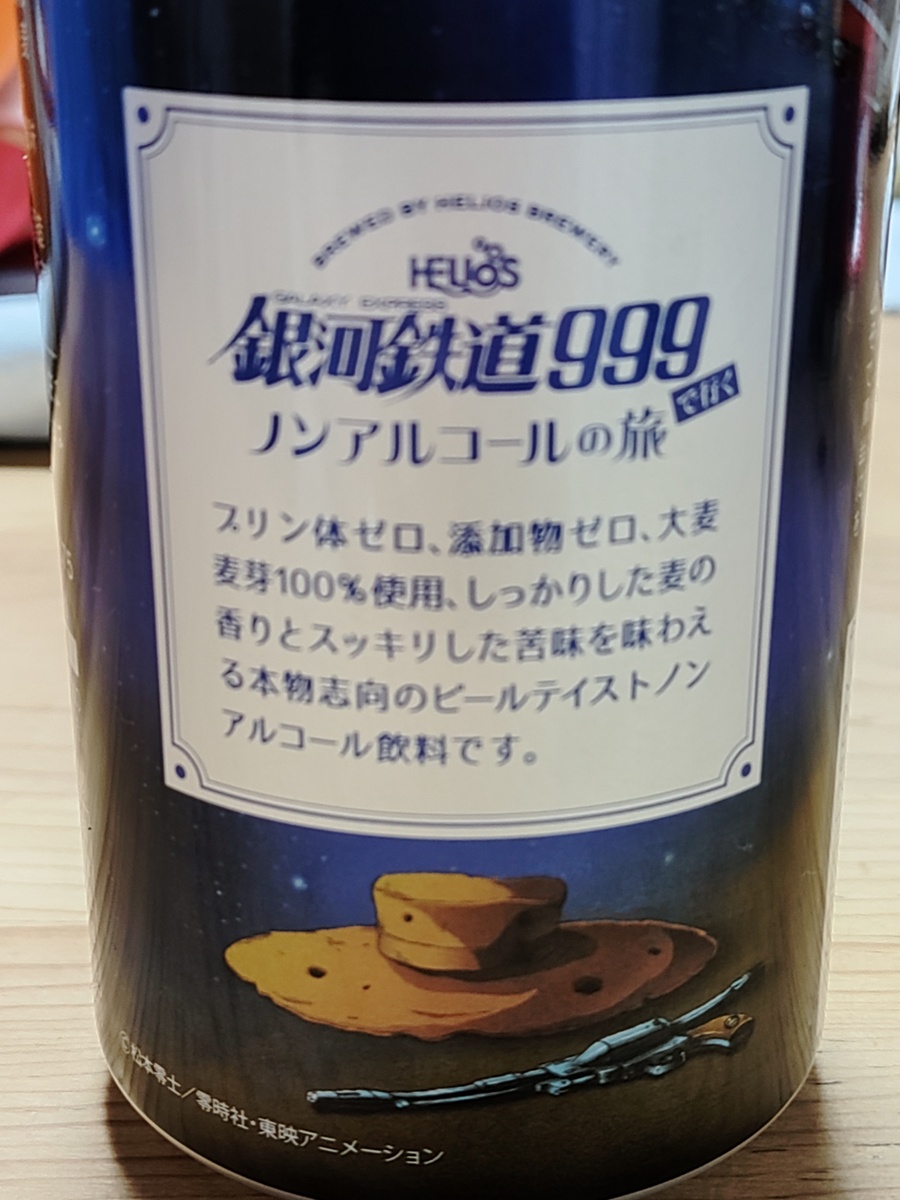 BREWED BY HELIOS BREWERY
HELIOS
GALAXY EXPRESS
銀河鉄道999
で行く
ノンアルコールの旅
プリン体ゼロ、添加物ゼロ、大麦
麦芽100%使用、しっかりした麦の
香りとスッキリした苦味を味わえ
る本物志向のビールテイストノン
アルコール飲料です。
©松本零士／零時社・東映アニメーション